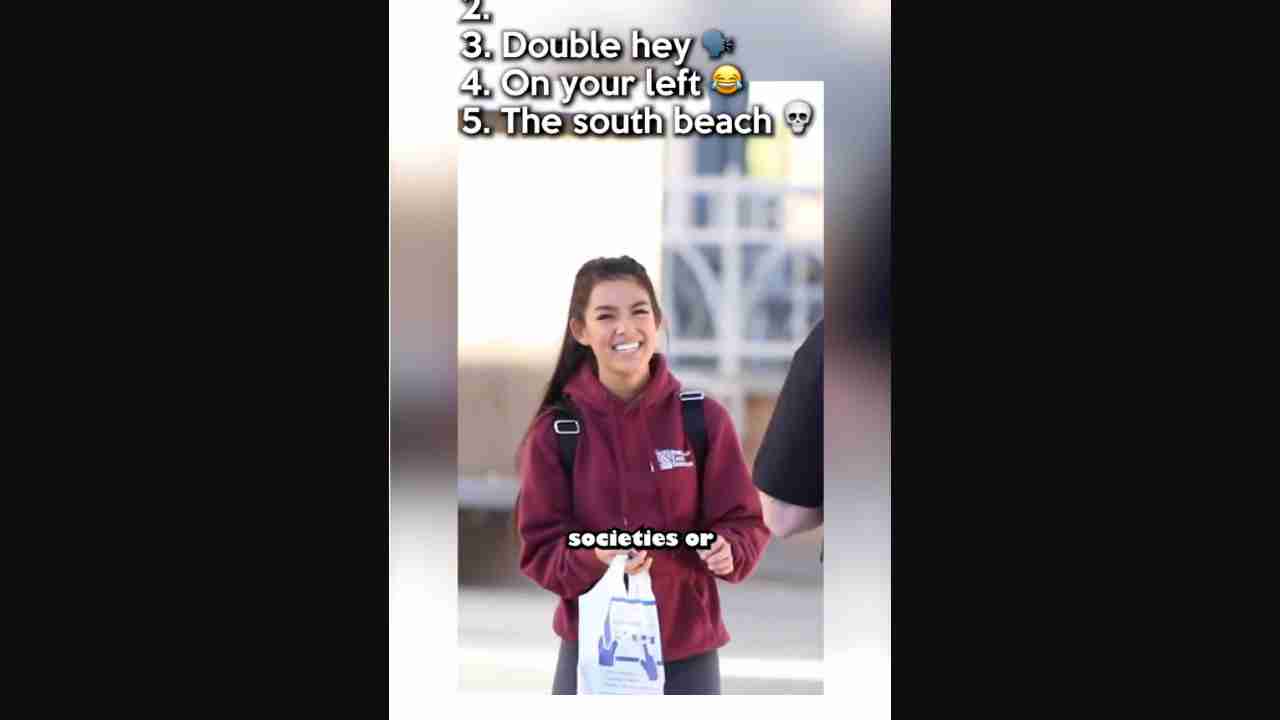 2.
3. Double hey 🗣️
4. On your left 😂
5. The south beach 💀
societies or